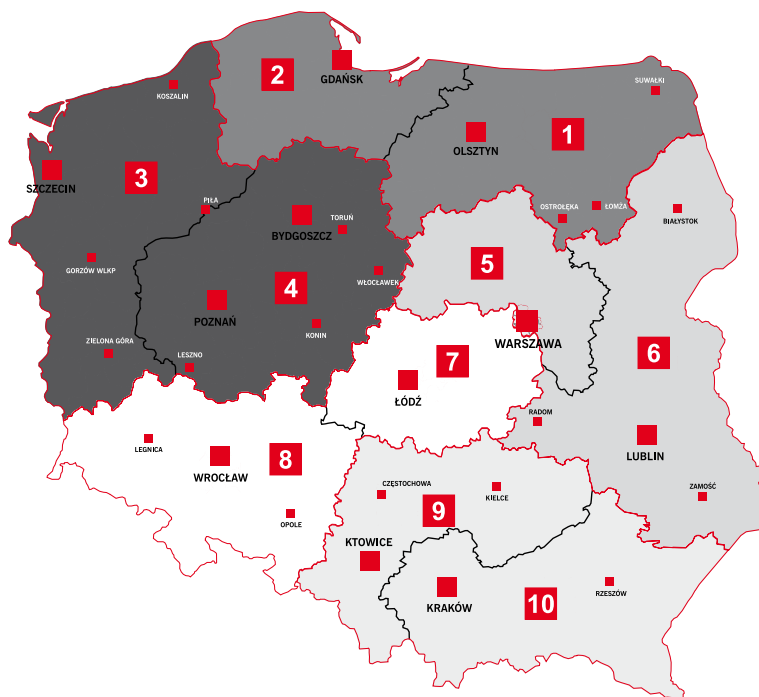 2
GDAŃSK
KOSZALIN
SUWAŁKI
1
OLSZTYN
3
SZCZECIN
PIŁA
BYDGOSZCZ
TORUŃ
OSTROŁĘKA
ŁOMŻA
BIAŁYSTOK
GORZÓW WLKP
5
WŁOCŁAWEK
4
POZNAŃ
KONIN
WARSZAWA
6
ZIELONA GÓRA
LESZNO
7
ŁÓDŹ
RADOM
LUBLIN
LEGNICA
WROCŁAW
8
OPOLE
CZĘSTOCHOWA
KIELCE
ZAMOŚĆ
9
KTOWICE
KRAKÓW
10
RZESZÓW